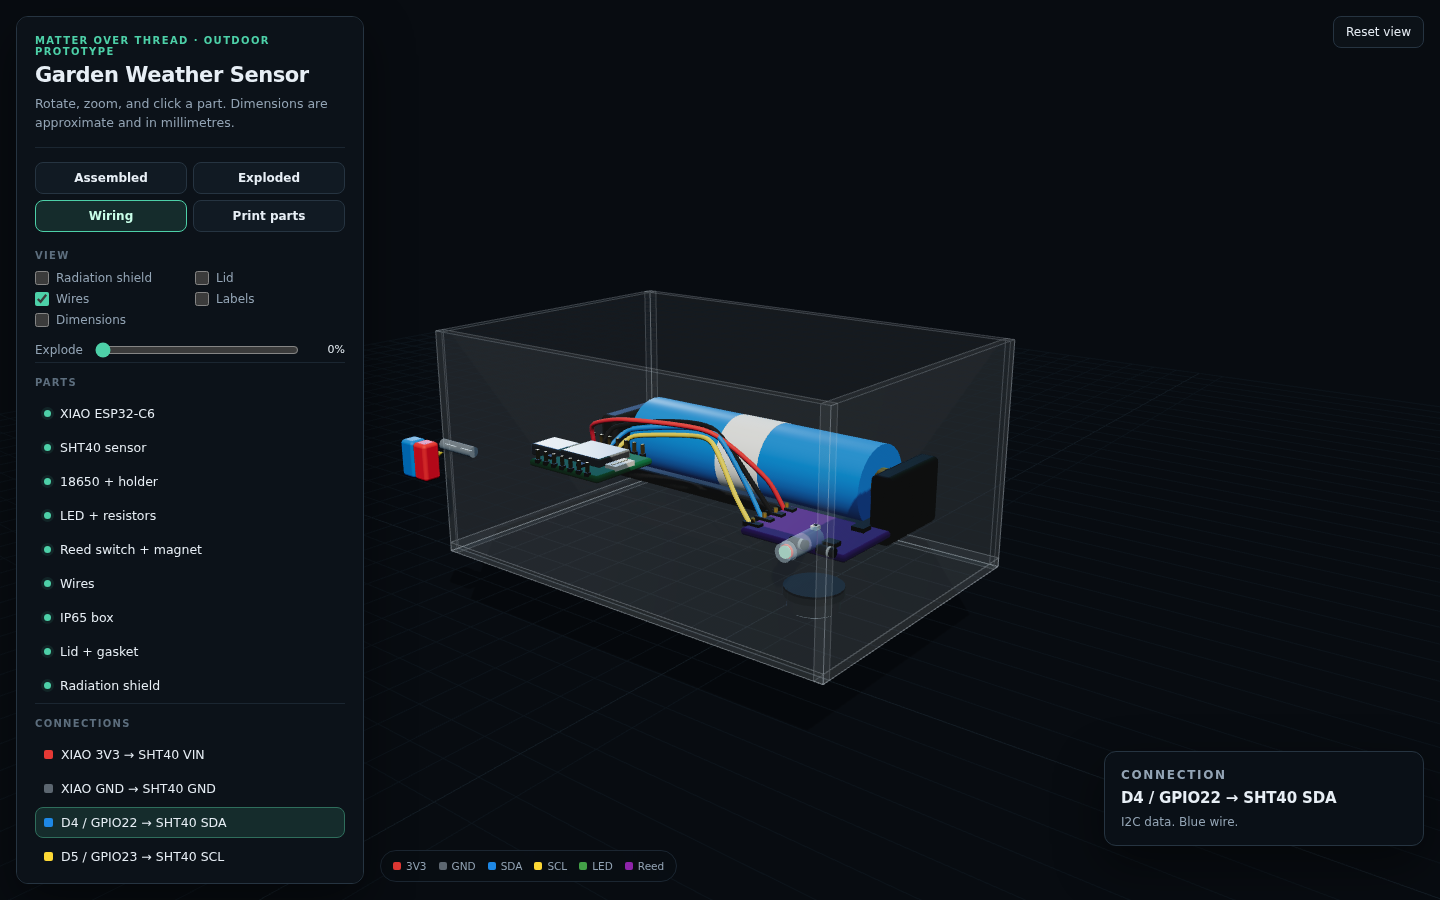 MATTER OVER THREAD · OUTDOOR
PROTOTYPE
Garden Weather Sensor
Rotate, zoom, and click a part. Dimensions are
approximate and in millimetres.
Assembled
Exploded
Wiring
Print parts
VIEW
Radiation shield
Lid
Wires
Labels
Dimensions
Explode
0%
PARTS
XIAO ESP32-C6
SHT40 sensor
18650 + holder
LED + resistors
Reed switch + magnet
Wires
IP65 box
Lid + gasket
Radiation shield
CONNECTIONS
XIAO 3V3 → SHT40 VIN
XIAO GND → SHT40 GND
D4 / GPIO22 → SHT40 SDA
D5 / GPIO23 → SHT40 SCL
Reset view
3V3
GND
SDA
SCL
LED
Reed
CONNECTION
D4 / GPIO22 → SHT40 SDA
I2C data. Blue wire.